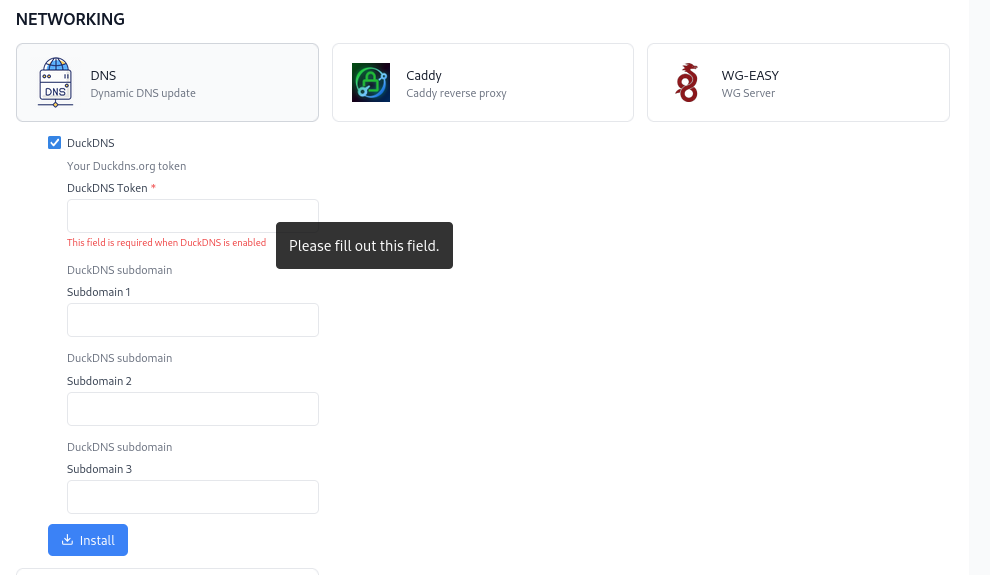 NETWORKING
DNS
DNS
Dynamic DNS update
Caddy
Caddy reverse proxy
WG-EASY
WG Server
DuckDNS
Your Duckdns.org token
DuckDNS Token *
This field is required when DuckDNS is enabled
Please fill out this field.
DuckDNS subdomain
Subdomain 1
DuckDNS subdomain
Subdomain 2
DuckDNS subdomain
Subdomain 3
Install